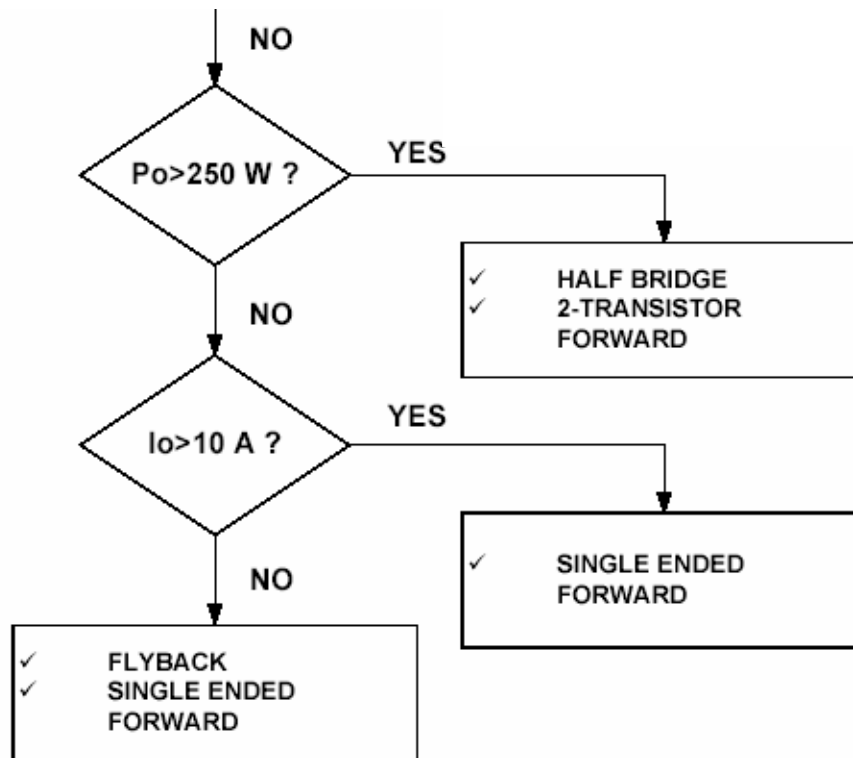 NO
Po>250 W ?
YES
✓ HALF BRIDGE
✓ 2-TRANSISTOR
FORWARD
NO
Io>10 A ?
YES
✓ SINGLE ENDED
FORWARD
NO
✓ FLYBACK
✓ SINGLE ENDED
FORWARD